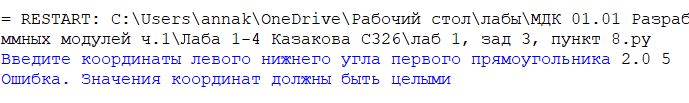 = RESTART: C:\Users\annak\OneDrive\Рабочий стол\лабы\МДК 01.01 Разраб
ммных модулей ч.1\Лаба 1-4 Казакова С326\лаб 1, зад 3, пункт 8.py
Введите координаты левого нижнего угла первого прямоугольника 2.0 5
Ошибка. Значения координат должны быть целыми